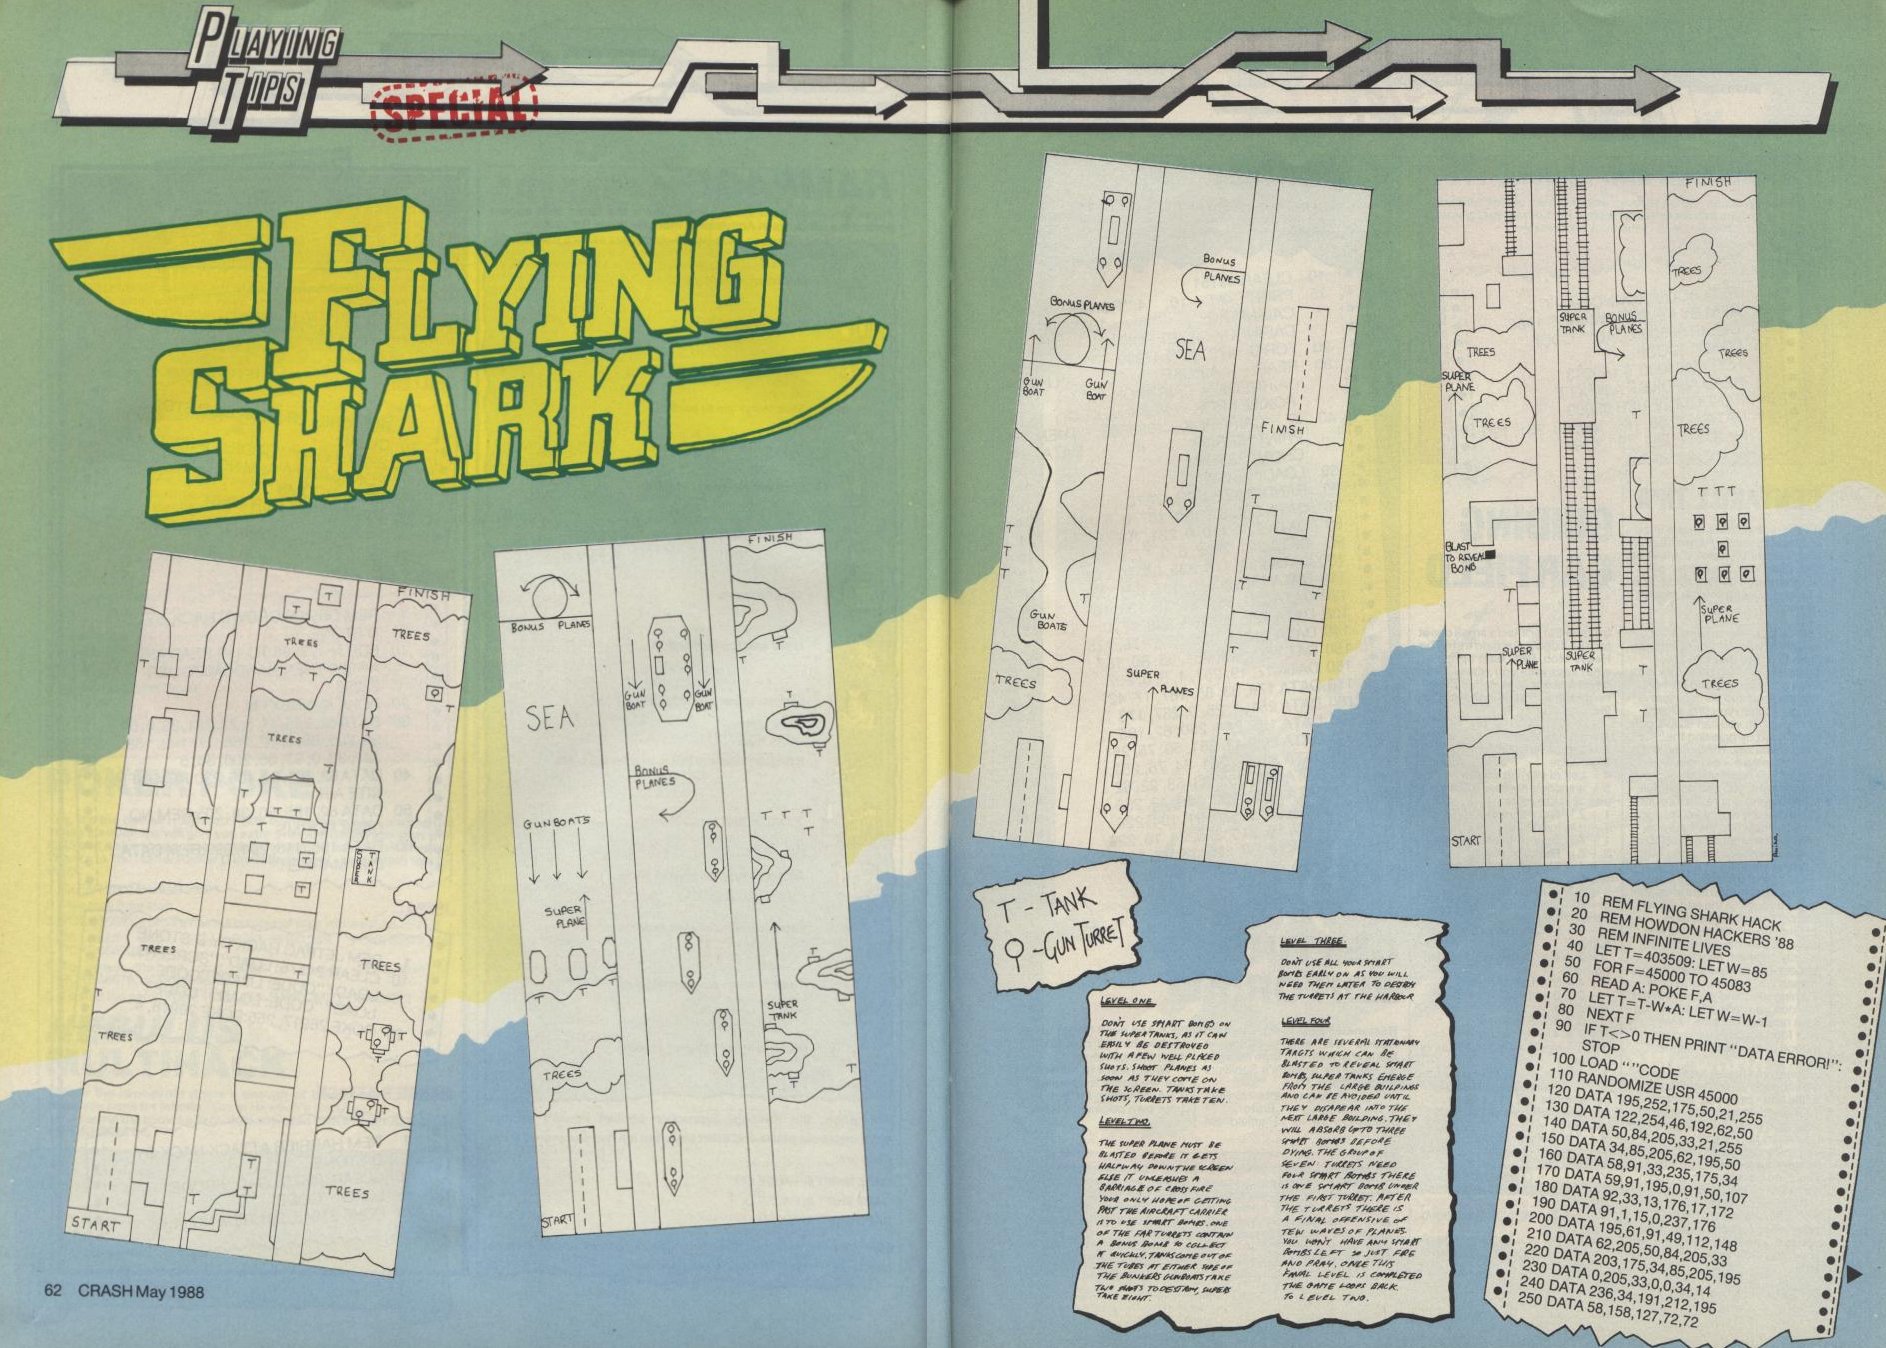 PLAYING
TIPS
SPECIAL
FLYING
SHARK
FINISH
T
T
TREES
TREES
T
T
T
T
T
TREES
T
T
T
T
T
T
T
SUPER
TANK
TREES
T
T
TREES
T
TREES
T
T
T
T
T
T
T
TREES
START
FINISH
BONUS PLANES
T
T
GUN
BOAT
GUN
BOAT
SEA
T
T
BONUS
PLANES
GUNBOATS
T T T
T
T
T
SUPER
PLANE
T
T
T
T
SUPER
TANK
T
T
TREES
T
T
START
62 CRASH May 1988
BONUS
PLANES
BONUS PLANES
SEA
GUN
BOAT
GUN
BOAT
FINISH
T
T
T
T
T
T
T
GUN
BOATS
T
T
TREES
SUPER
PLANES
T
T
FINISH
TREES
SUPER
TANK
BONUS
PLANES
TREES
TREES
SUPER
PLANE
TREES
T
TREES
T T T
BLAST
TO REVEAL
BOMB
T
SUPER
PLANE
SUPER
PLANE
SUPER
TANK
T
TREES
T
START
T - TANK
-GUN TURRET
LEVEL ONE
DON'T USE SMART BOMBS ON
THE SUPER TANKS, AS IT CAN
EASILY BE DESTROYED
WITH A FEW WELL PLACED
SHOTS. SHOOT PLANES AS
SOON AS THEY COME ON
THE SCREEN. TANKS TAKE
SHOTS, TURRETS TAKE TEN.
LEVEL TWO
THE SUPER PLANE MUST BE
BLASTED BEFORE IT GETS
HALFWAY DOWN THE SCREEN
ELSE IT UNLEASHES A
BARRIAGE OF CROSS FIRE
YOUR ONLY HOPE OF GETTING
PAST THE AIRCRAFT CARRIER
IS TO USE SMART BOMBS. ONE
OF THE FAR TURRETS CONTAIN
A BONUS BOMB SO COLLECT
IT QUICKLY. TANKS COME OUT OF
THE TUBES AT EITHER SIDE OF
THE BUNKERS GUNBOATS TAKE
TWO SHOTS TO DESTROY, SUPERS
TAKE EIGHT.
LEVEL THREE
DON'T USE ALL YOUR SMART
BOMBS EARLY ON AS YOU WILL
NEED THEM LATER TO DESTROY
THE TURRETS AT THE HARBOUR
LEVEL FOUR
THERE ARE SEVERAL STATIONARY
TARGTS WHICH CAN BE
BLASTED TO REVEAL SMART
BOMBS, SUPER TANKS EMERGE
FROM THE LARGE BUILDINGS
AND CAN BE AVOIDED UNTIL
THEY DISAPEAR INTO THE
NEXT LARGE BUILDING. THEY
WILL ABSORB UP TO THREE
SMART BOMBS BEFORE
DYING. THE GROUP OF
SEVEN TURRETS NEED
FOUR SMART BOMBS THERE
IS ONE SMART BOMB UNDER
THE FIRST TURRET. AFTER
THE TURRETS THERE IS
A FINAL OFFENSIVE OF
TEN WAVES OF PLANES
YOU WON'T HAVE ANY SMART
BOMBS LEFT SO JUST FIRE
AND PRAY. ONCE THIS
FINAL LEVEL IS COMPLETED
THE GAME LOOPS BACK
TO LEVEL TWO.
10 REM FLYING SHARK HACK
20 REM HOWDON HACKERS '88
30 REM INFINITE LIVES
40 LET T=403509: LET W=85
50 FOR F=45000 TO 45083
60 READ A: POKE F,A
70 LET T=T-W*A: LET W=W-1
80 NEXT F
90 IF T<>0 THEN PRINT "DATA ERROR!":
STOP
100 LOAD ""CODE
110 RANDOMIZE USR 45000
120 DATA 195,252,175,50,21,255
130 DATA 122,254,46,192,62,50
140 DATA 50,84,205,33,21,255
150 DATA 34,85,205,62,195,50
160 DATA 58,91,33,235,175,34
170 DATA 59,91,195,0,91,50,107
180 DATA 92,33,13,176,17,172
190 DATA 91,1,15,0,237,176
200 DATA 195,61,91,49,112,148
210 DATA 62,205,50,84,205,33
220 DATA 203,175,34,85,205,195
230 DATA 0,205,33,0,0,34,14
240 DATA 236,34,191,212,195
250 DATA 58,158,127,72,72